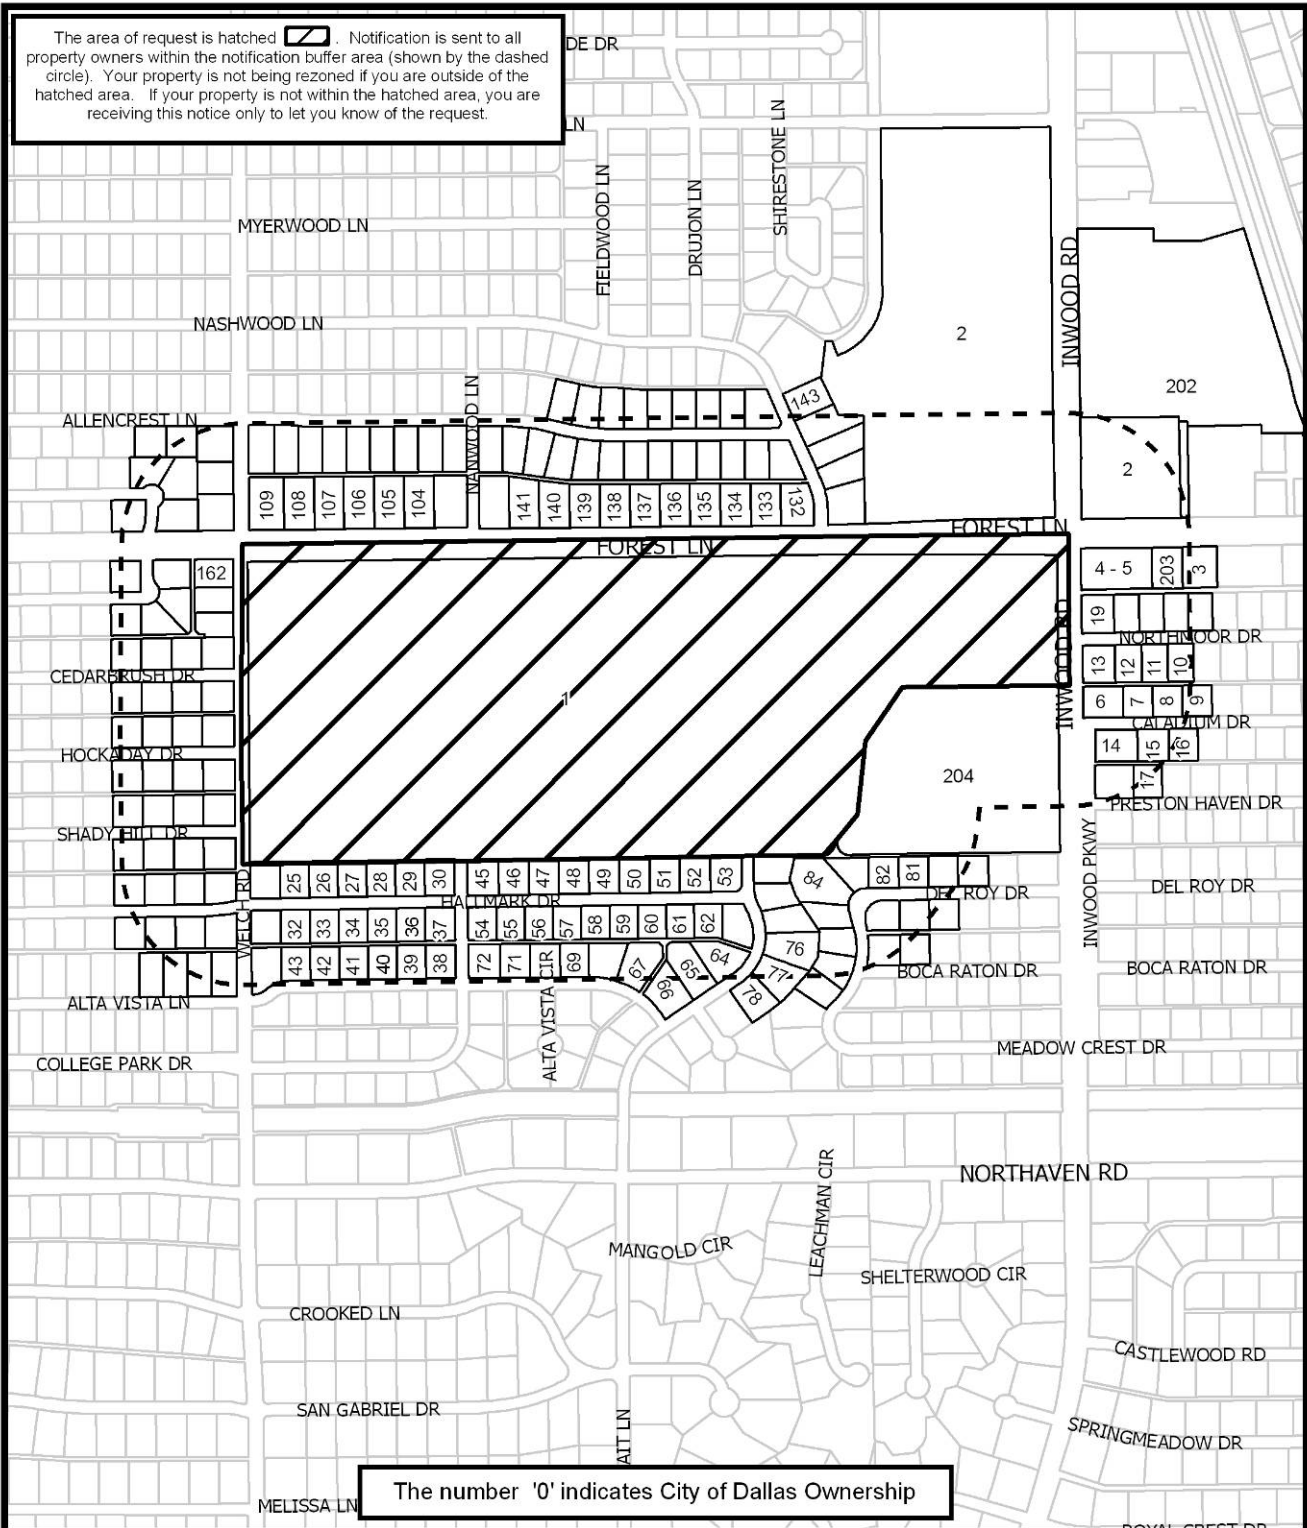 The area of request is hatched . Notification is sent to all
property owners within the notification buffer area (shown by the dashed
circle). Your property is not being rezoned if you are outside of the
hatched area. If your property is not within the hatched area, you are
receiving this notice only to let you know of the request.
DE DR
LN
MYERWOOD LN
FIELDWOOD LN
DRUJON LN
SHIRESTONE LN
INWOOD RD
NASHWOOD LN
2
202
NANWOOD LN
143
ALLENCREST LN
2
109 108 107 106 105 104
141 140 139 138 137 136 135 134 133 132
FOREST LN
FOREST LN
162
4 - 5 203 3
19
NORTHMOOR DR
13 12 11 10
CEDARBRUSH DR
1
INWOOD RD
6 7 8 9
CALADIUM DR
HOCKADAY DR
14 15 16
204
17
PRESTON HAVEN DR
SHADY HILL DR
WELCH RD
25 26 27 28 29 30 45 46 47 48 49 50 51 52 53
84
82 81
DEL ROY DR
INWOOD PKWY
DEL ROY DR
HALLMARK DR
32 33 34 35 36 37 54 55 56 57 58 59 60 61 62
76
43 42 41 40 39 38 72 71 69 67 65 64
66
77
78
BOCA RATON DR
BOCA RATON DR
ALTA VISTA LN
ALTA VISTA CIR
MEADOW CREST DR
COLLEGE PARK DR
NORTHAVEN RD
LEACHMAN CIR
MANGOLD CIR
SHELTERWOOD CIR
CROOKED LN
CASTLEWOOD RD
SAN GABRIEL DR
AIT LN
SPRINGMEADOW DR
The number '0' indicates City of Dallas Ownership
MELISSA LN
ROYAL CREST DR